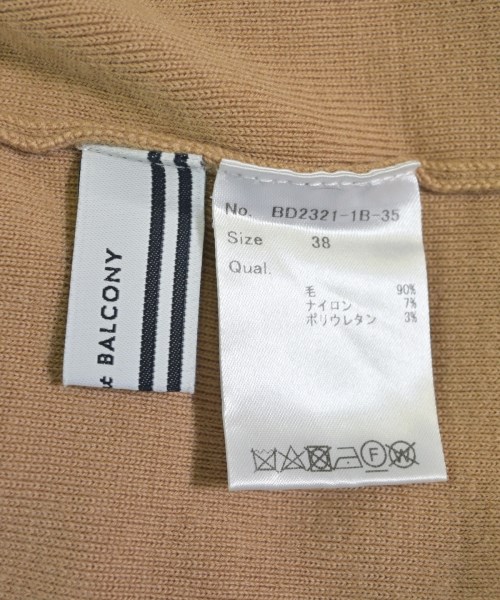 BALCONY
No. BD2321-1B-35
Size 38
Qual.
毛 90%
ナイロン 7%
ポリウレタン 3%
F W